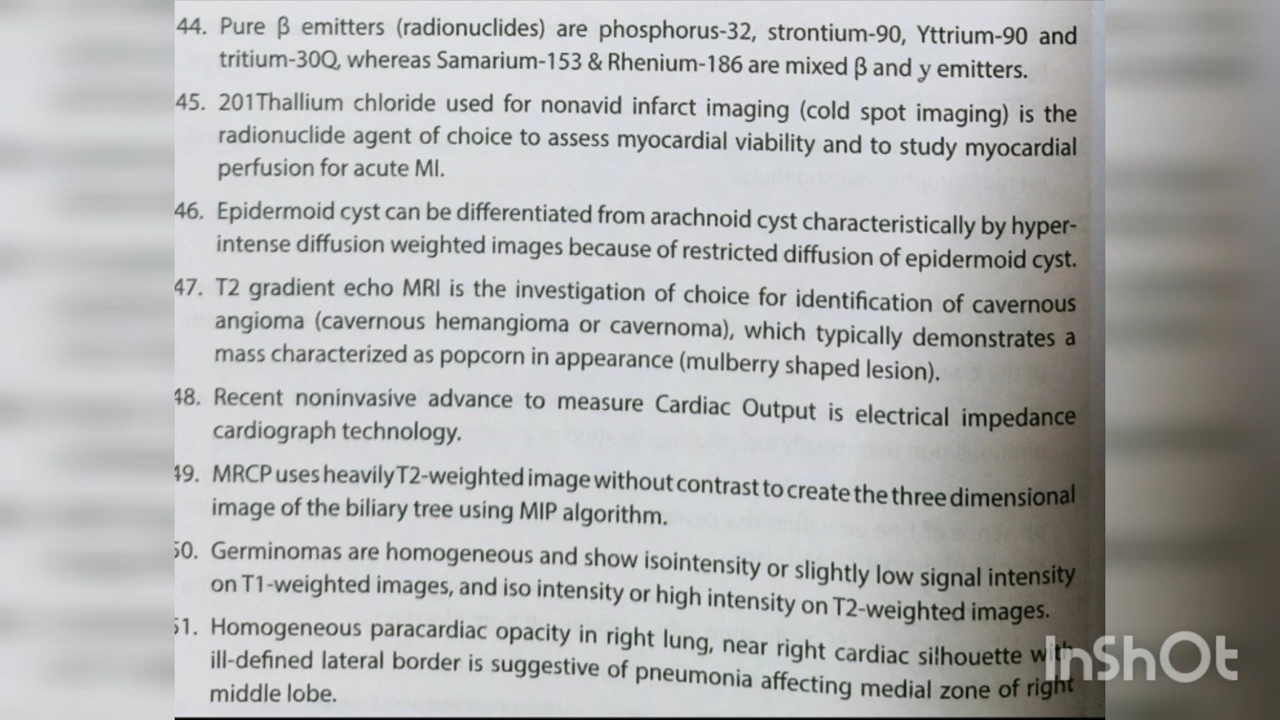 44. Pure β emitters (radionuclides) are phosphorus-32, strontium-90, Yttrium-90 and
tritium-30Q, whereas Samarium-153 & Rhenium-186 are mixed β and y emitters.
45. 201Thallium chloride used for nonavid infarct imaging (cold spot imaging) is the
radionuclide agent of choice to assess myocardial viability and to study myocardial
perfusion for acute MI.
46. Epidermoid cyst can be differentiated from arachnoid cyst characteristically by hyper-
intense diffusion weighted images because of restricted diffusion of epidermoid cyst.
47. T2 gradient echo MRI is the investigation of choice for identification of cavernous
angioma (cavernous hemangioma or cavernoma), which typically demonstrates a
mass characterized as popcorn in appearance (mulberry shaped lesion).
48. Recent noninvasive advance to measure Cardiac Output is electrical impedance
cardiograph technology.
49. MRCP uses heavily T2-weighted image without contrast to create the three dimensional
image of the biliary tree using MIP algorithm.
50. Germinomas are homogeneous and show isointensity or slightly low signal intensity
on T1-weighted images, and iso intensity or high intensity on T2-weighted images.
51. Homogeneous paracardiac opacity in right lung, near right cardiac silhouette with
ill-defined lateral border is suggestive of pneumonia affecting medial zone of right
middle lobe.
InShOt